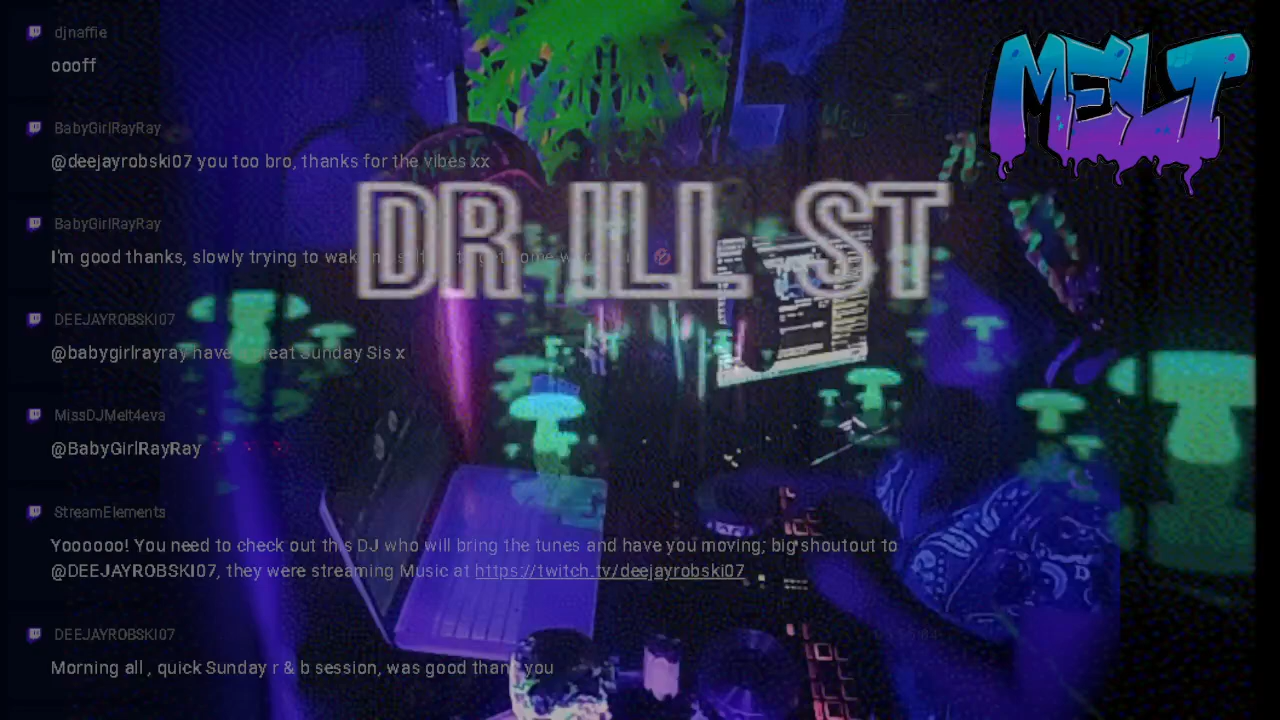 djnaffie
oooff
MELT
BabyGirlRayRay
@deejayrobski07 you too bro, thanks for the vibes xx
DR ILL ST
BabyGirlRayRay
I'm good thanks, slowly trying to
DEEJAYROBSKI07
@babygirlrayray have great Sunday Sis x
MissDJMelt4eva
@BabyGirlRayRay
StreamElements
Yoooooo! You need to check out this DJ who will bring the tunes and have you moving; big shoutout to
@DEEJAYROBSKI07, they were streaming Music at https://twitch.tv/deejayrobski07
DEEJAYROBSKI07
Morning all , quick Sunday r & b session, was good thank you